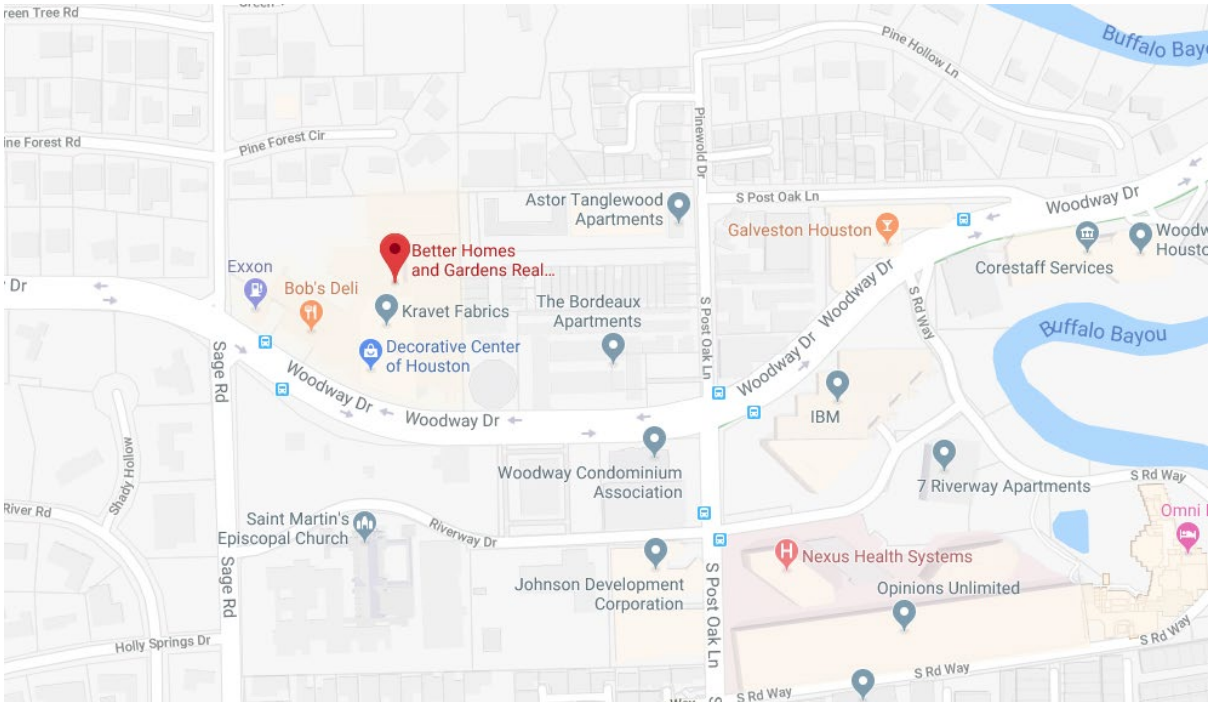 reen Tree Rd
Buffalo Bayo
Pine Hollow Ln
ine Forest Rd
Pine Forest Cir
Pinewold Dr
S Post Oak Ln
Woodway Dr
Astor Tanglewood
Apartments
Galveston Houston
Woodw
Housto
Corestaff Services
Better Homes
and Gardens Real...
Exxon
Bob's Deli
Dr
Kravet Fabrics
The Bordeaux
Apartments
S Post Oak Ln
Woodway Dr
S Rd Way
Buffalo Bayou
Decorative Center
of Houston
Sage Rd
Woodway Dr
Woodway Dr
Woodway Dr
IBM
Shady Hollow
Woodway Condominium
Association
7 Riverway Apartments
S Rd Way
River Rd
Saint Martin's
Episcopal Church
Riverway Dr
Omni
H
Nexus Health Systems
Johnson Development
Corporation
Opinions Unlimited
Sage Rd
S Post Oak Ln
Holly Springs Dr
S Rd Way
S Rd Way
S Rd Way